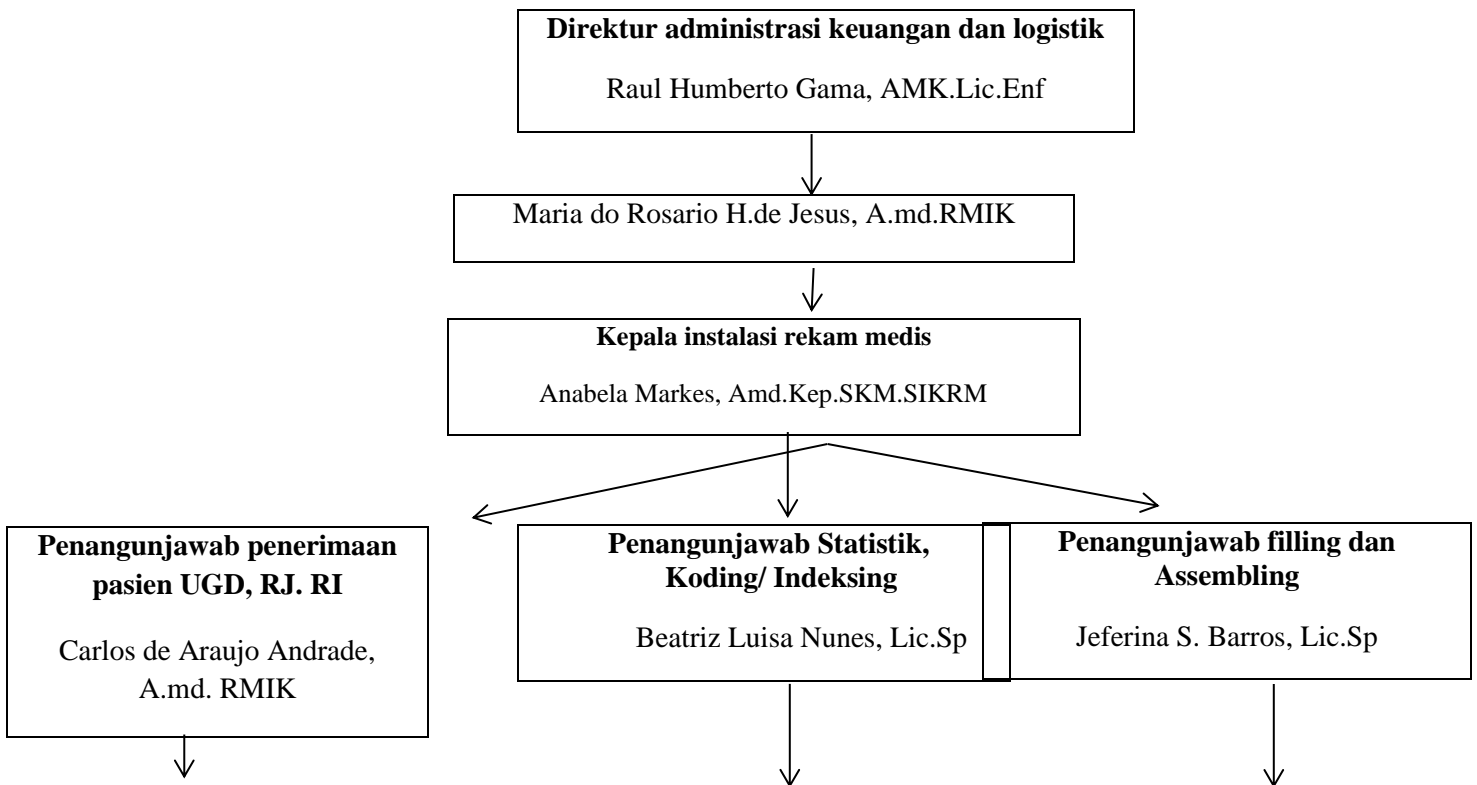 Direktur administrasi keuangan dan logistik
Raul Humberto Gama, AMK.Lic.Enf
Maria do Rosario H.de Jesus, A.md.RMIK
Kepala instalasi rekam medis
Anabela Markes, Amd.Kep.SKM.SIKRM
Penangunjawab penerimaan
pasien UGD, RJ. RI
Carlos de Araujo Andrade,
A.md. RMIK
Penangunjawab Statistik,
Koding/ Indeksing
Beatriz Luisa Nunes, Lic.Sp
Penangunjawab filling dan
Assembling
Jeferina S. Barros, Lic.Sp